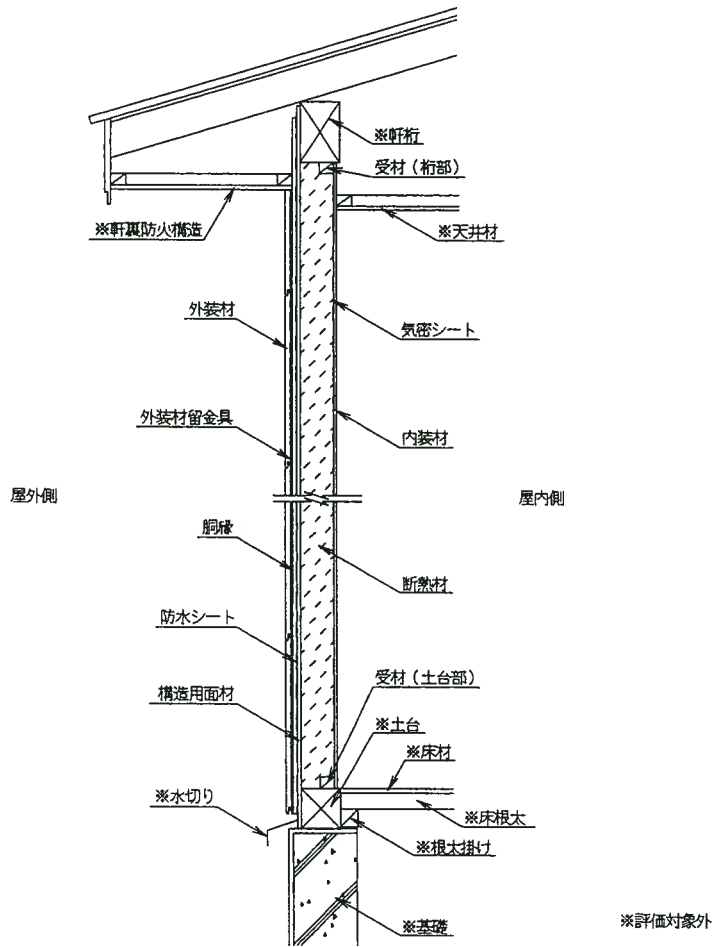 ※軒桁
受材（桁部）
※軒裏防火構造
※天井材
外装材
気密シート
外装材留金具
内装材
屋外側
屋内側
胴縁
断熱材
防水シート
受材（土台部）
構造用面材
※土台
※床材
※水切り
※床根太
※根太掛け
※基礎
※評価対象外